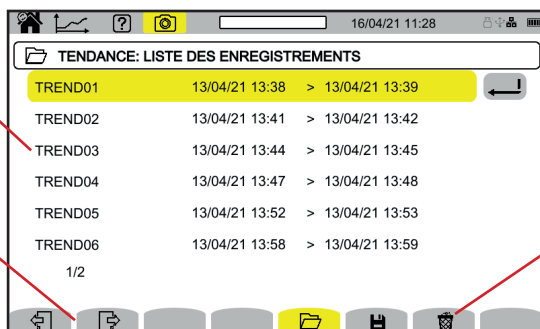 ? 16/04/21 11:28
TENDANCE: LISTE DES ENREGISTREMENTS
TREND01 13/04/21 13:38 > 13/04/21 13:39
TREND02 13/04/21 13:41 > 13/04/21 13:42
TREND03 13/04/21 13:44 > 13/04/21 13:45
TREND04 13/04/21 13:47 > 13/04/21 13:48
TREND05 13/04/21 13:52 > 13/04/21 13:53
TREND06 13/04/21 13:58 > 13/04/21 13:59
1/2